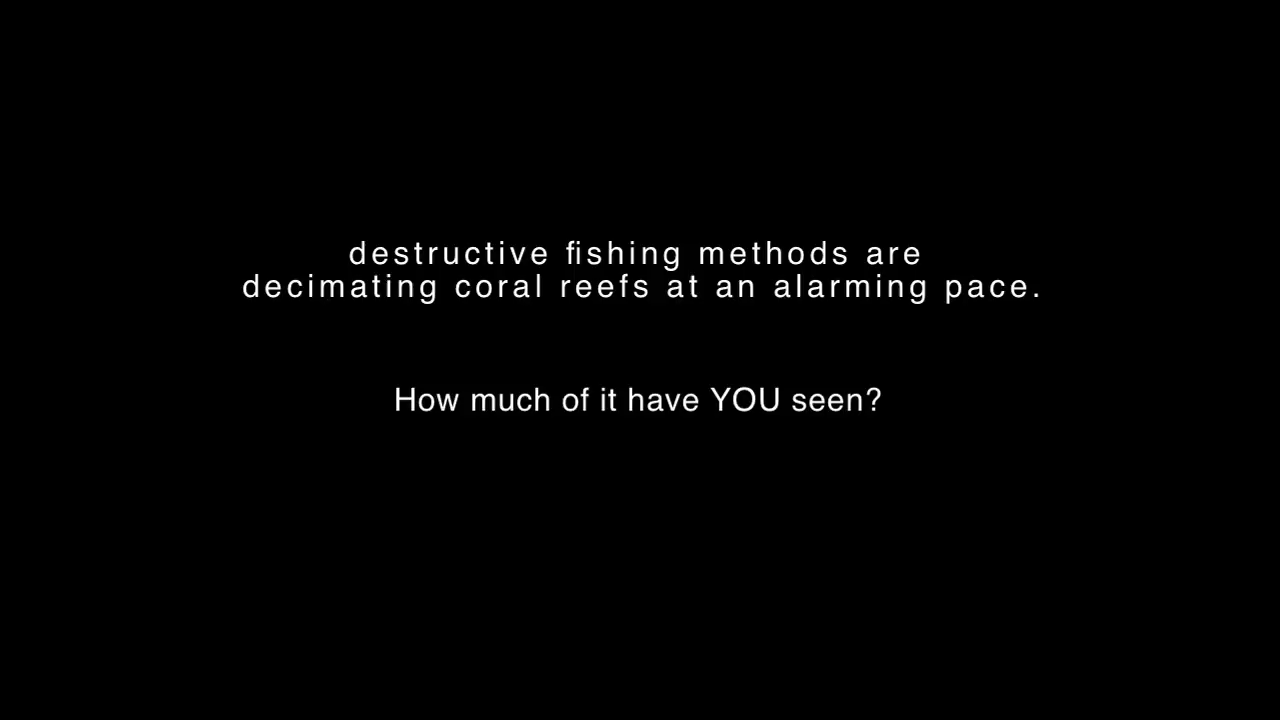 destructive fishing methods are
decimating coral reefs at an alarming pace.
How much of it have YOU seen?